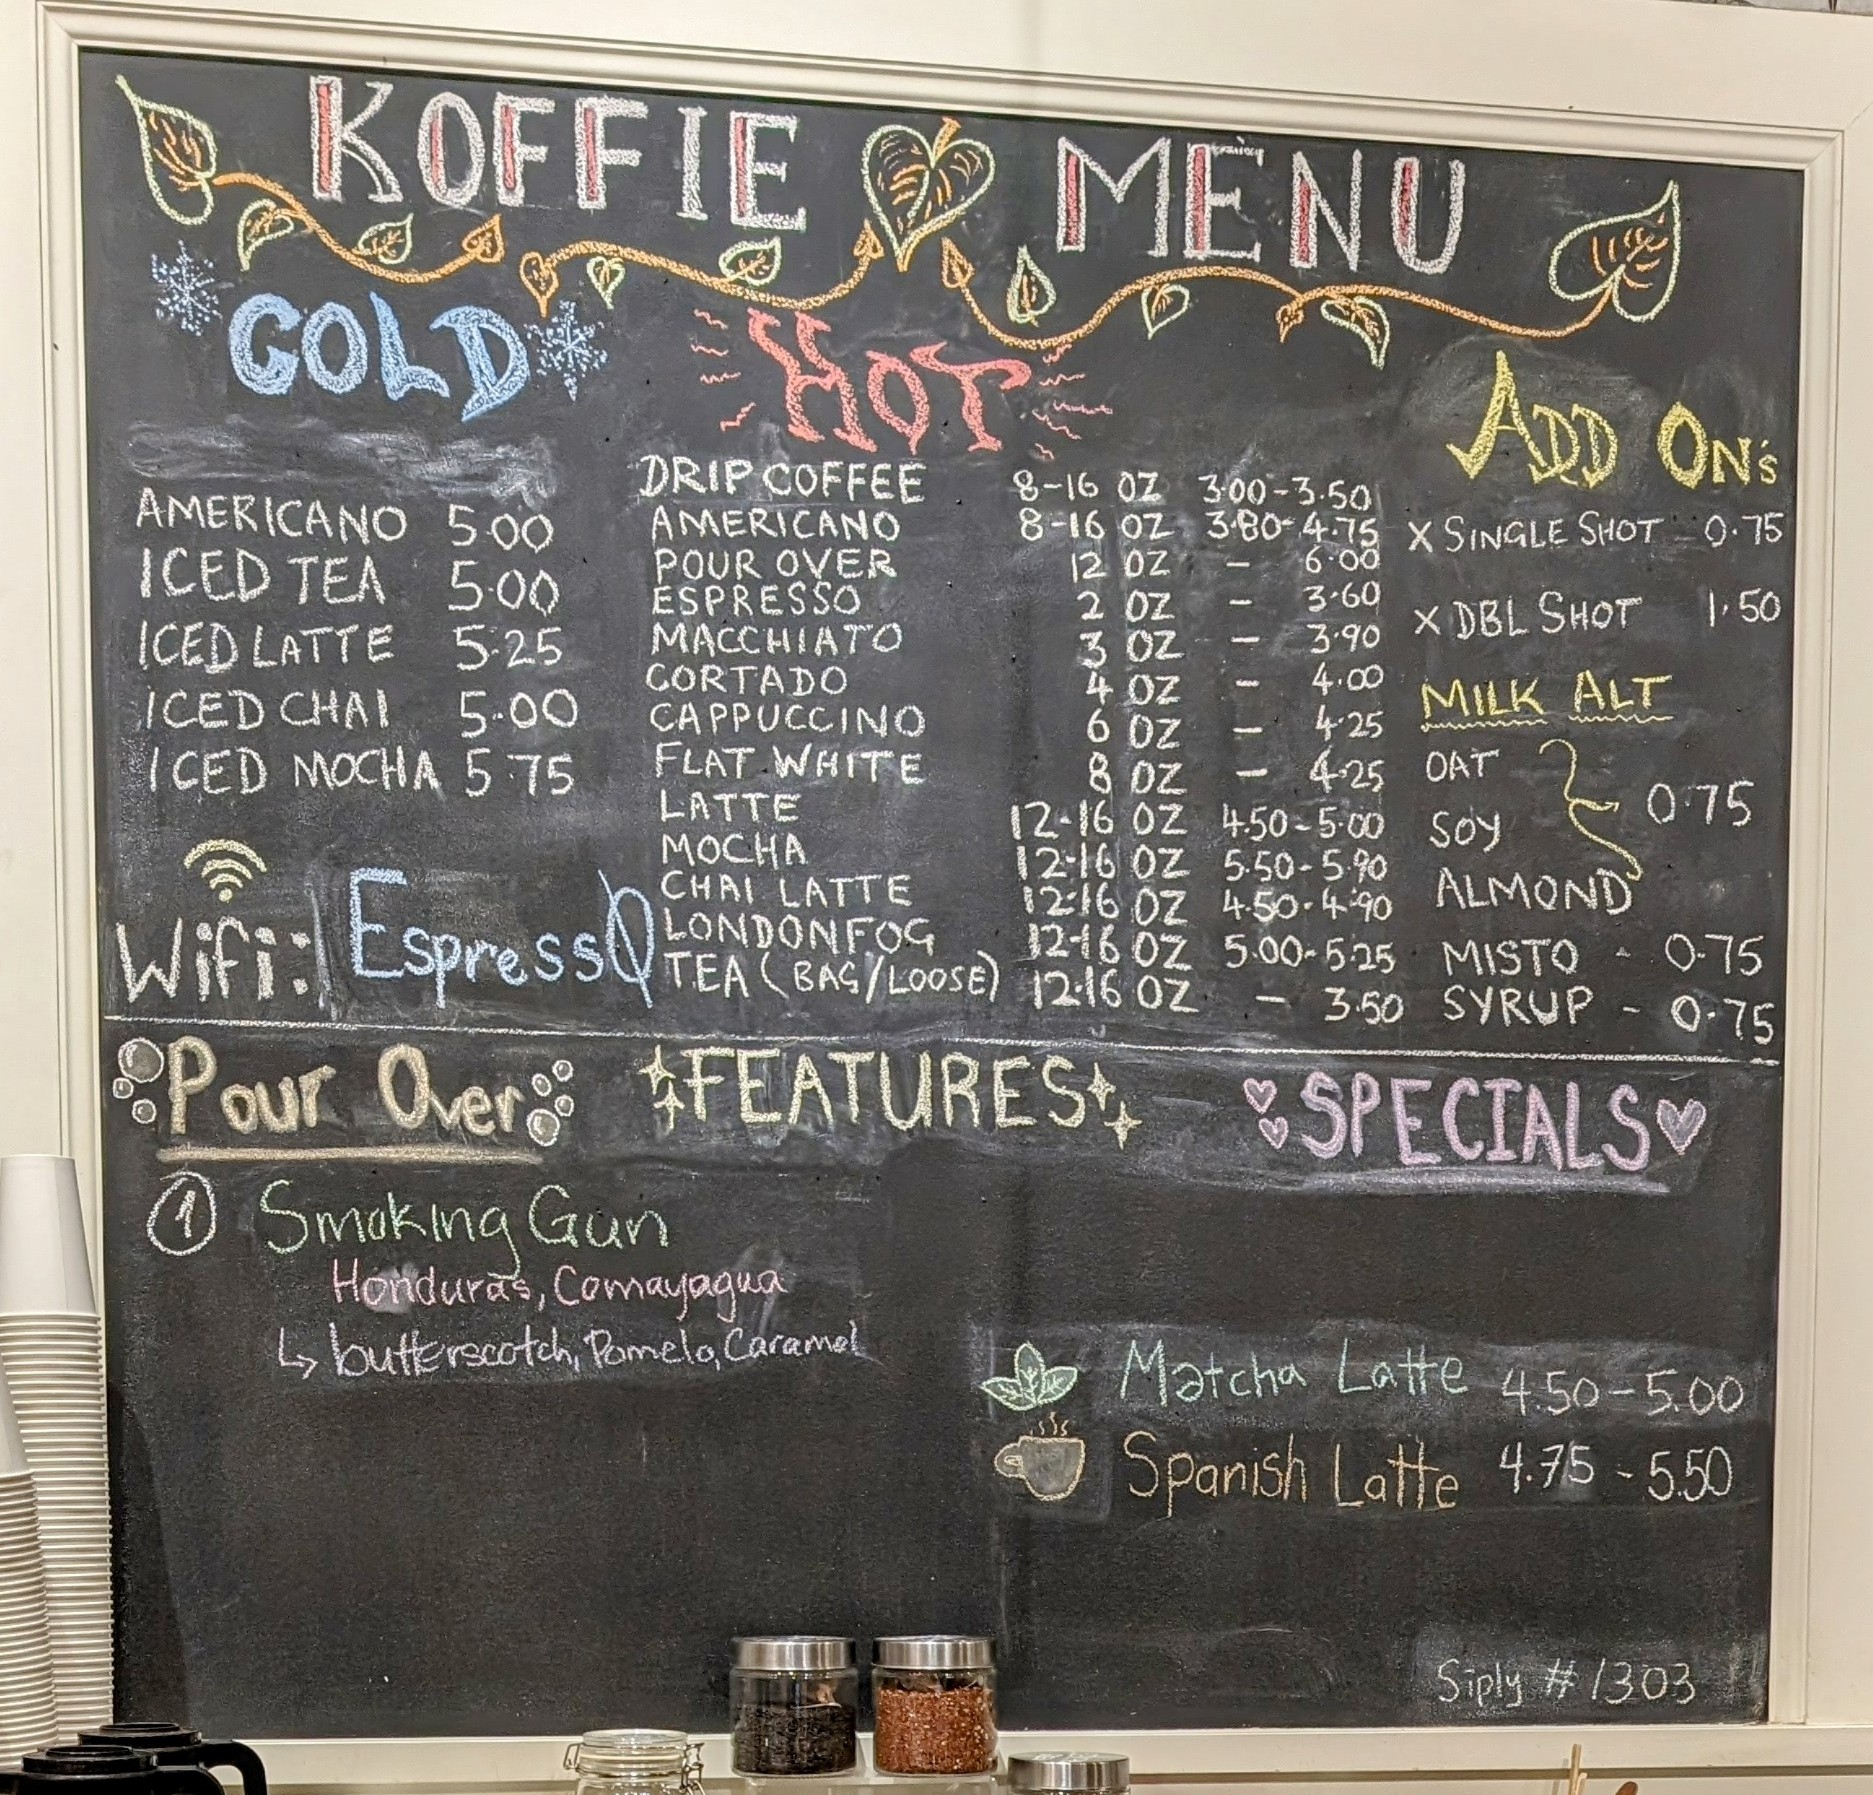 KOFFIE MENU
COLD
AMERICANO 5.00
ICED TEA 5.00
ICED LATTE 5.25
ICED CHAI 5.00
ICED MOCHA 5.75
Wifi: EspressO
HOT
DRIP COFFEE 8-16 OZ 3.00-3.50
AMERICANO 8-16 OZ 3.80-4.75
POUR OVER 12 OZ - 6.00
ESPRESSO 2 OZ - 3.60
MACCHIATO 3 OZ - 3.90
CORTADO 4 OZ - 4.00
CAPPUCCINO 6 OZ - 4.25
FLAT WHITE 8 OZ - 4.25
LATTE 12-16 OZ 4.50-5.00
MOCHA 12-16 OZ 5.50-5.90
CHAI LATTE 12-16 OZ 4.50-4.90
LONDONFOG 12-16 OZ 5.00-5.25
TEA (BAG/LOOSE) 12-16 OZ - 3.50
ADD ON's
X SINGLE SHOT - 0.75
X DBL SHOT 1.50
MILK ALT
OAT
SOY 0.75
ALMOND
MISTO - 0.75
SYRUP - 0.75
Pour Over
FEATURES
SPECIALS
1 Smoking Gun
Honduras, Comayagua
↳ butterscotch, Pomelo, Caramel
Matcha Latte 4.50-5.00
Spanish Latte 4.75-5.50
Siply #1303